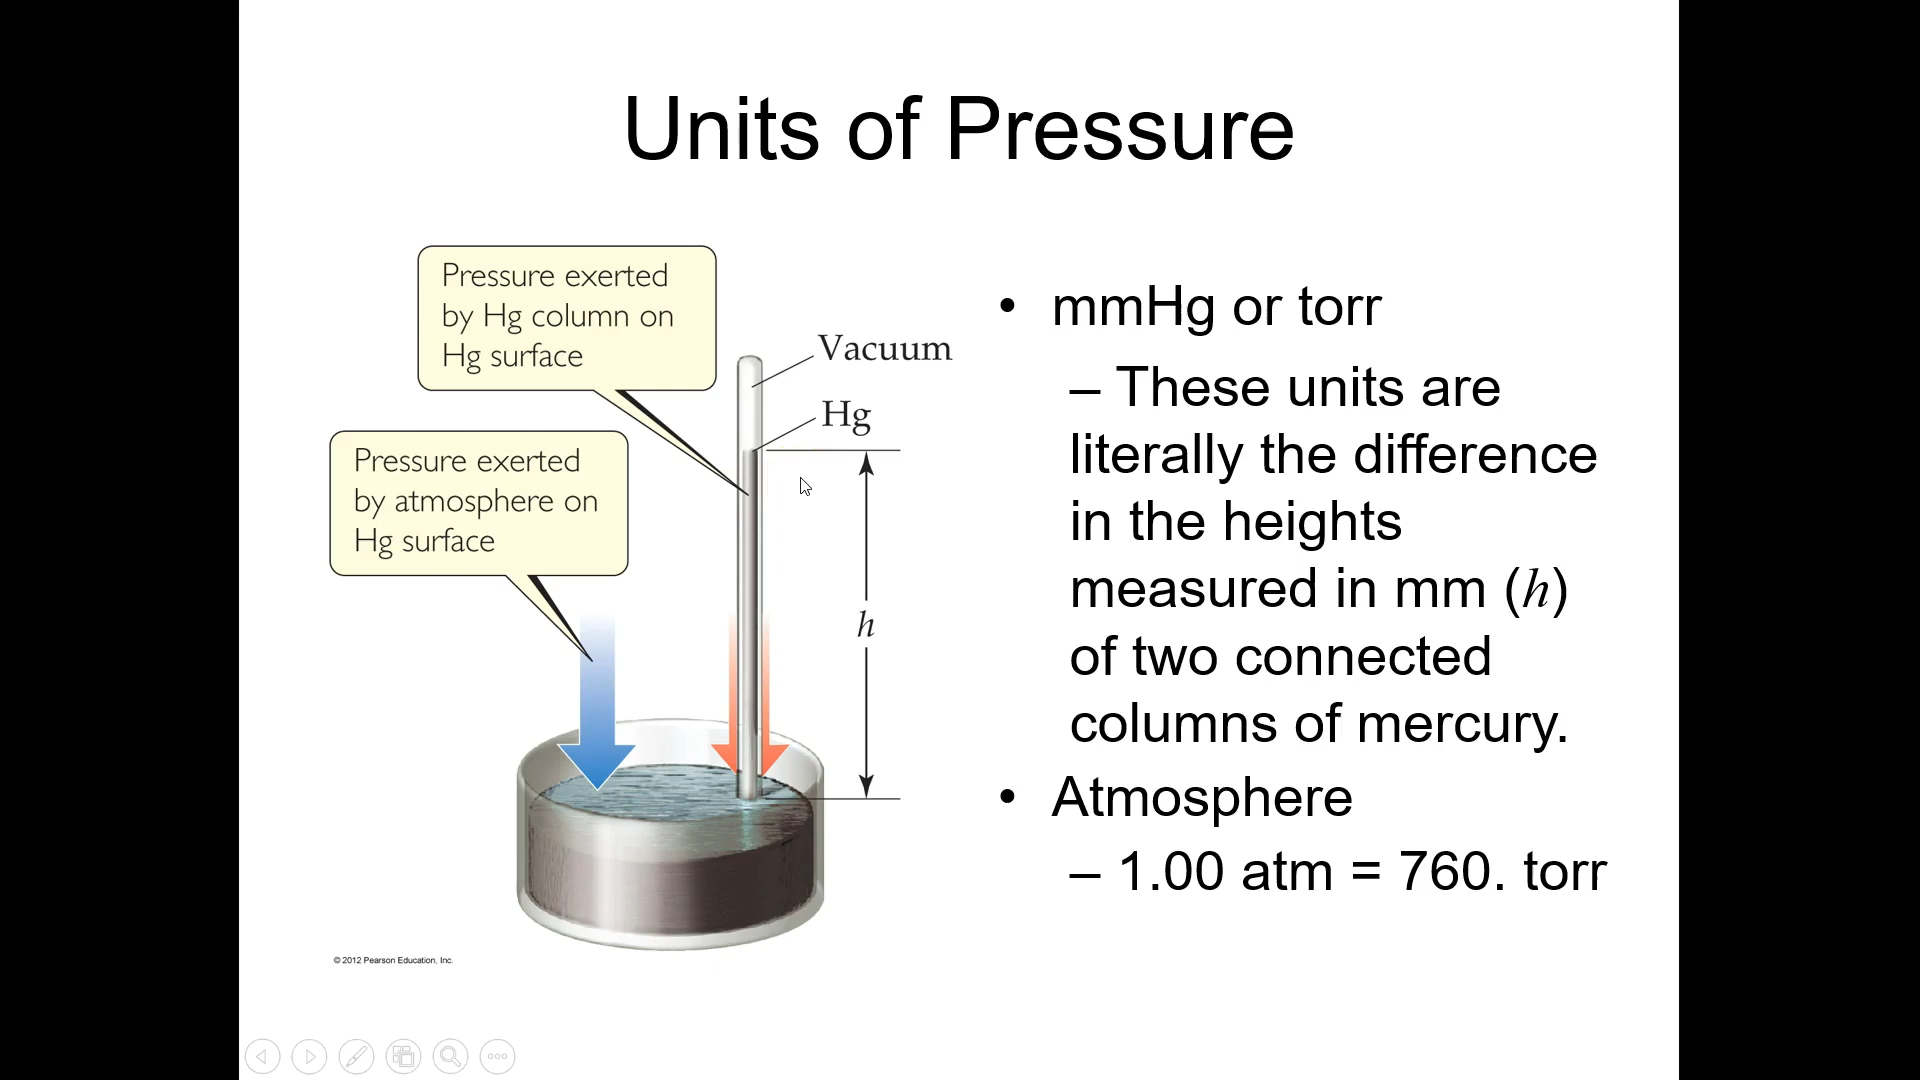 Units of Pressure
Pressure exerted
by Hg column on
Hg surface
Vacuum
Hg
Pressure exerted
by atmosphere on
Hg surface
h
© 2012 Pearson Education, Inc.
• mmHg or torr
– These units are
literally the difference
in the heights
measured in mm (h)
of two connected
columns of mercury.
• Atmosphere
– 1.00 atm = 760. torr